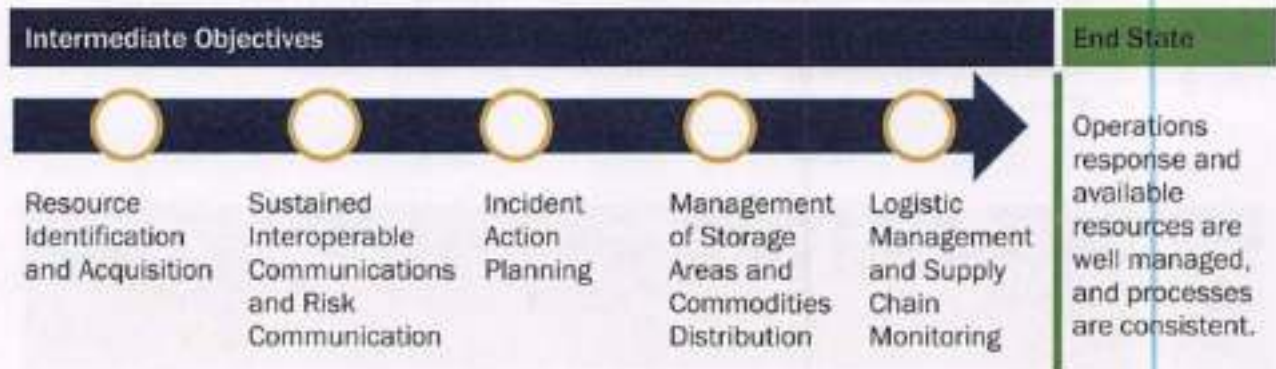 Intermediate Objectives
End State
Resource
Identification
and Acquisition
Sustained
Interoperable
Communications
and Risk
Communication
Incident
Action
Planning
Management
of Storage
Areas and
Commodities
Distribution
Logistic
Management
and Supply
Chain
Monitoring
Operations
response and
available
resources are
well managed,
and processes
are consistent.